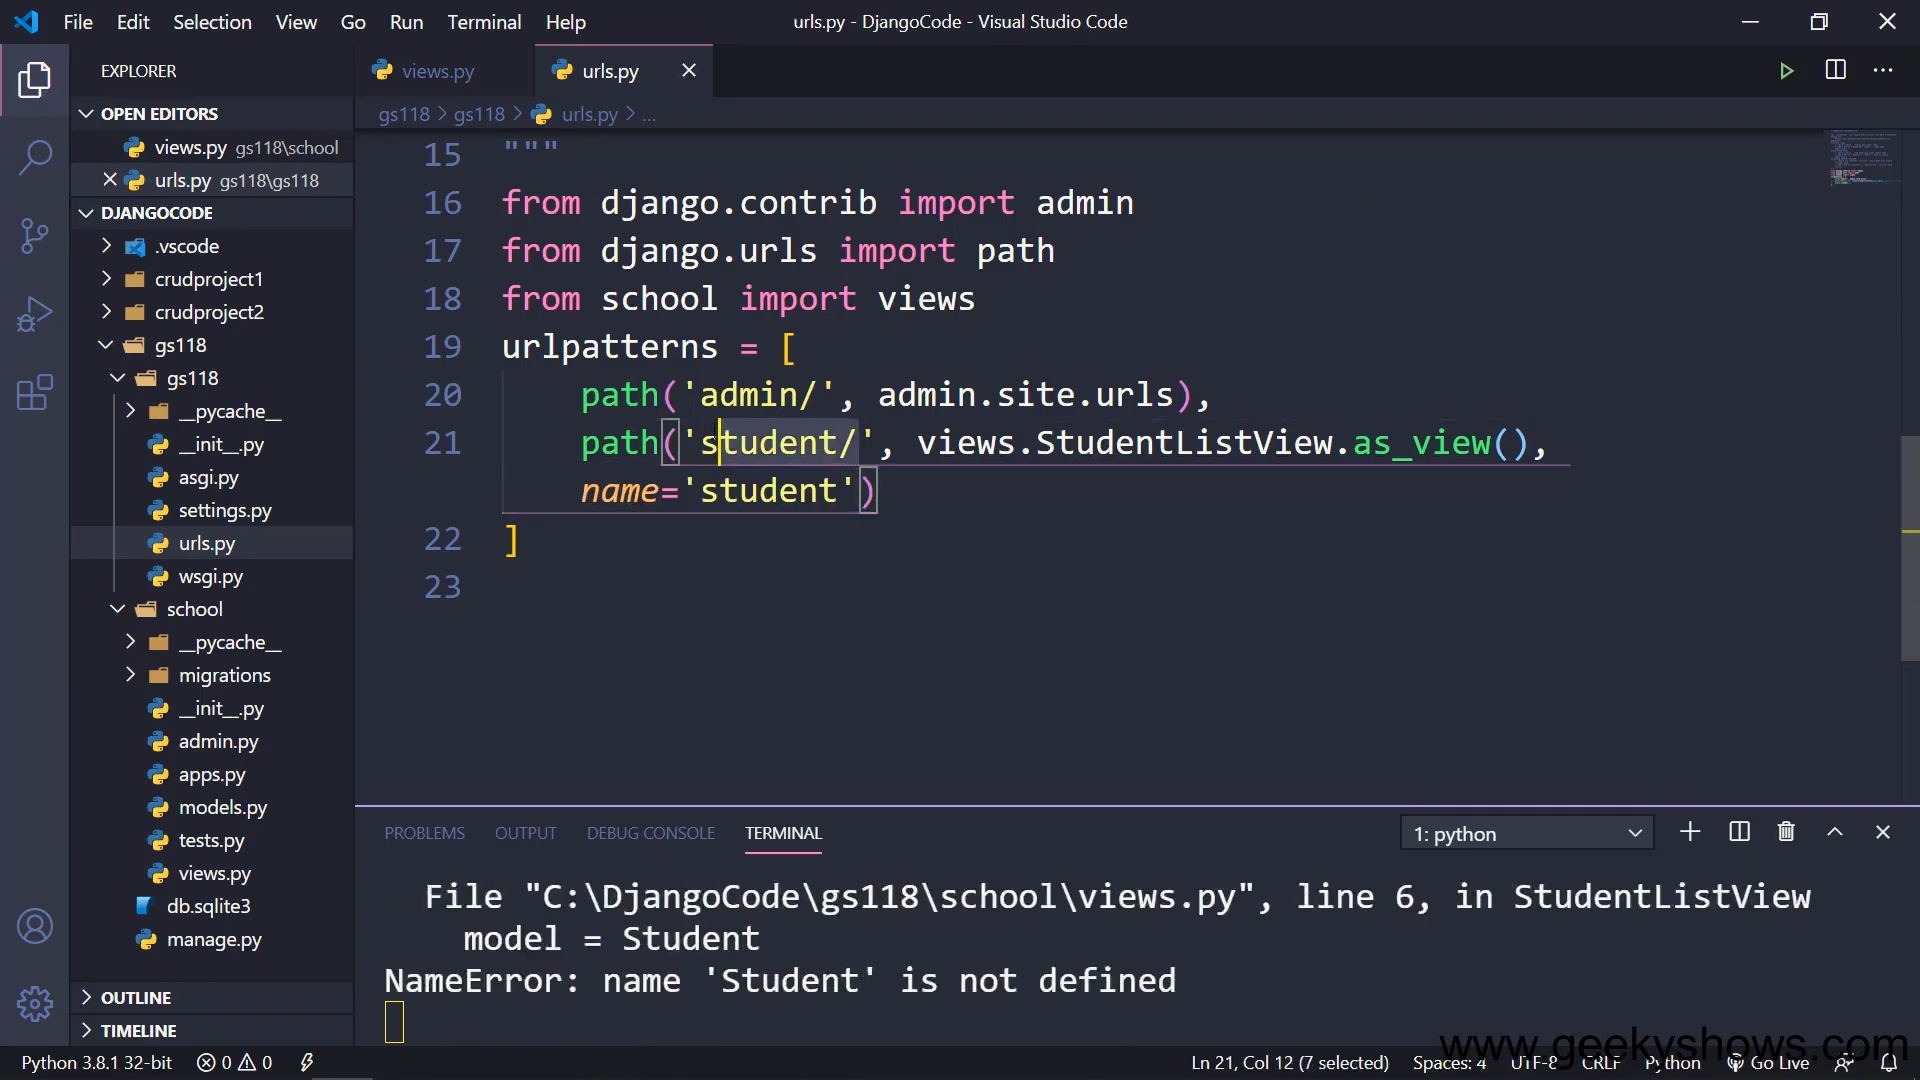 File Edit Selection View Go Run Terminal Help
urls.py - DjangoCode - Visual Studio Code
EXPLORER
OPEN EDITORS
views.py gs118\school
urls.py gs118\gs118
DJANGOCODE
.vscode
crudproject1
crudproject2
gs118
gs118
__pycache__
__init__.py
asgi.py
settings.py
urls.py
wsgi.py
school
__pycache__
migrations
__init__.py
admin.py
apps.py
models.py
tests.py
views.py
db.sqlite3
manage.py
OUTLINE
TIMELINE
views.py urls.py
gs118 > gs118 > urls.py > ...
15 """
16 from django.contrib import admin
17 from django.urls import path
18 from school import views
19 urlpatterns = [
20 path('admin/', admin.site.urls),
21 path('student/', views.StudentListView.as_view(),
name='student')
22 ]
23
PROBLEMS OUTPUT DEBUG CONSOLE TERMINAL 1: python
File "C:\DjangoCode\gs118\school\views.py", line 6, in StudentListView
model = Student
NameError: name 'Student' is not defined
www.geekyshows.com
Python 3.8.1 32-bit 0 0 Ln 21, Col 12 (7 selected) Spaces: 4 UTF-8 CRLF Python Go Live